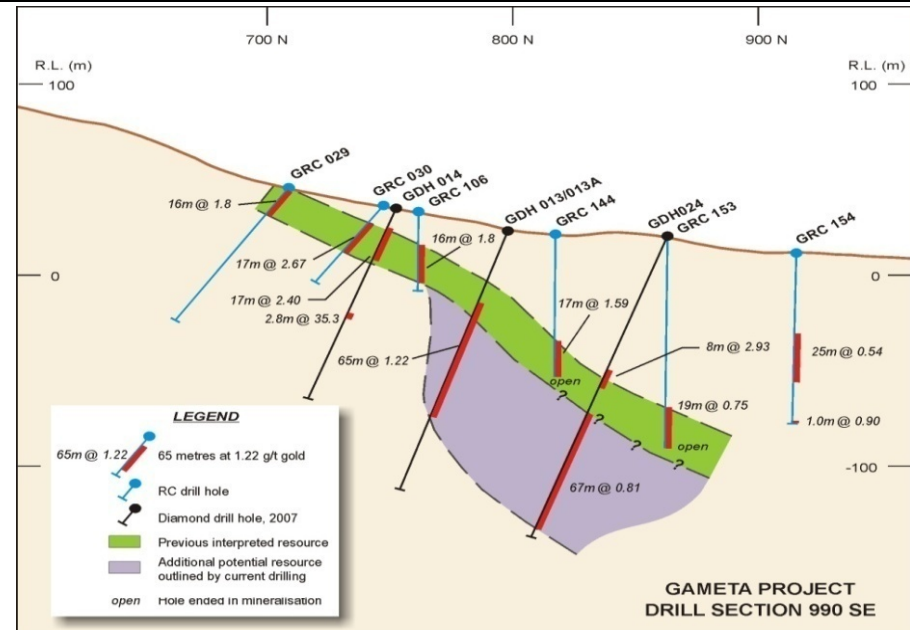 700 N
800 N
900 N
R.L. (m)
R.L. (m)
100
100
GRC 029
GRC 030
GDH 014
GRC 106
GDH 013/013A
GRC 144
GDH024
GRC 153
GRC 154
16m @ 1.8
16m @ 1.8
17m @ 2.67
0
0
17m @ 2.40
2.8m @ 35.3
17m @ 1.59
65m @ 1.22
8m @ 2.93
25m @ 0.54
open
?
19m @ 0.75
1.0m @ 0.90
?
?
open
?
-100
67m @ 0.81
LEGEND
65m @ 1.22
65 metres at 1.22 g/t gold
RC drill hole
Diamond drill hole, 2007
Previous interpreted resource
Additional potential resource
outlined by current drilling
open
Hole ended in mineralisation
GAMETA PROJECT
DRILL SECTION 990 SE